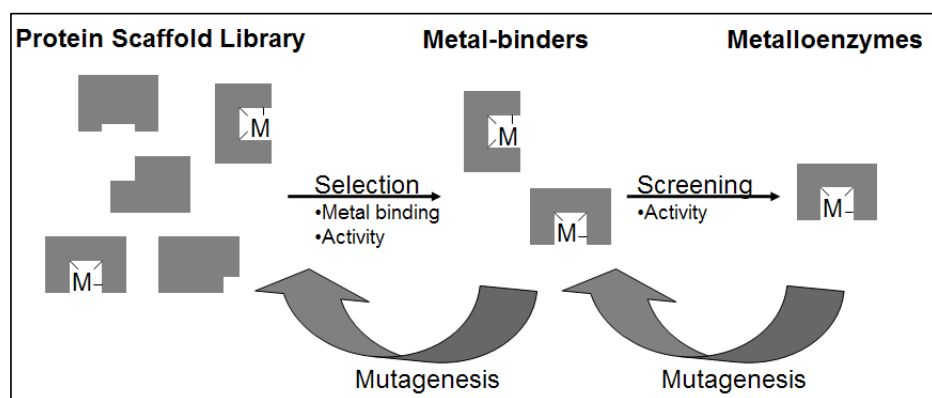 Protein Scaffold Library
Metal-binders
Metalloenzymes
M
M
M
M
M
Selection
•Metal binding
•Activity
Screening
•Activity
Mutagenesis
Mutagenesis